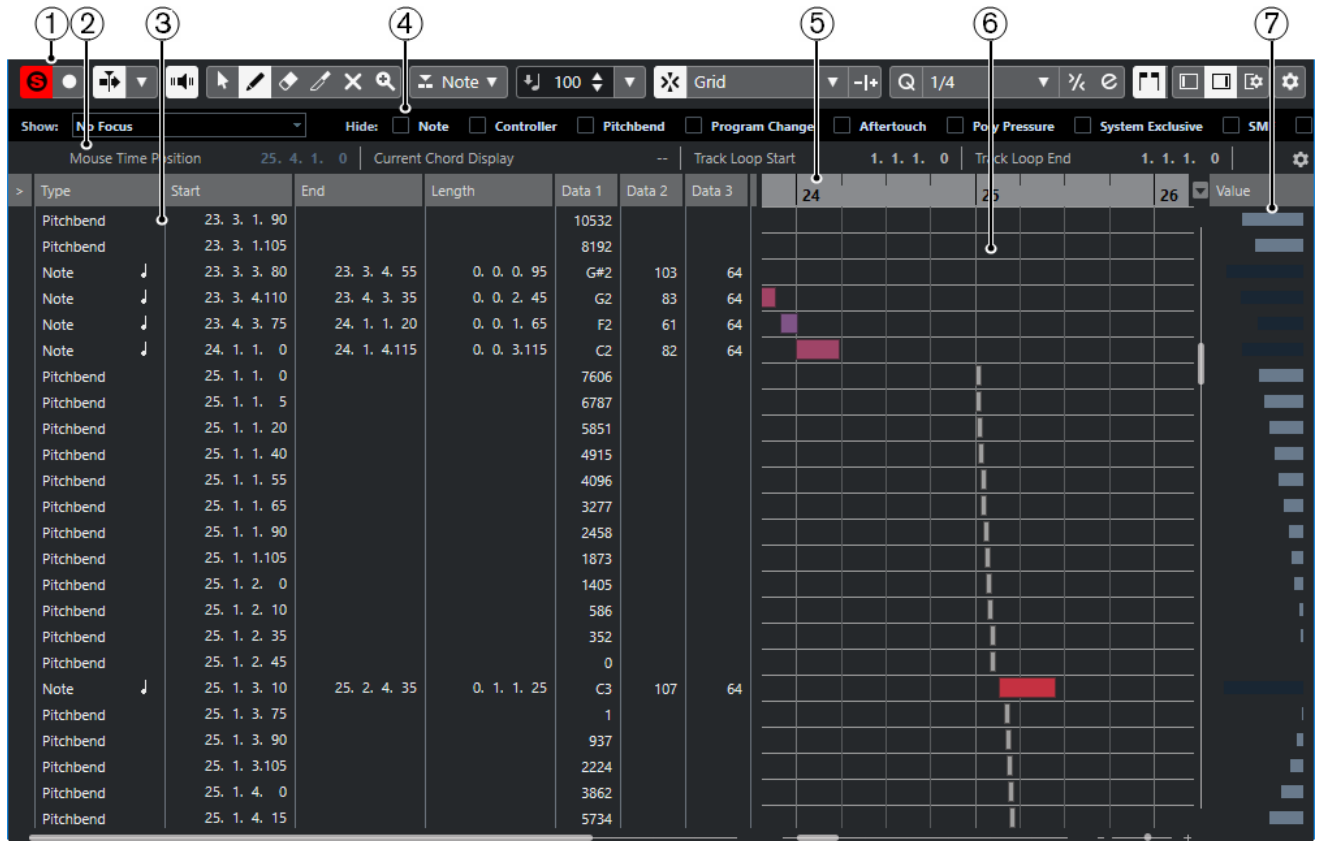 1 2 3 4 5 6 7
S Note 100 Grid Q 1/4
Show: No Focus Hide: Note Controller Pitchbend Program Change Aftertouch Poly Pressure System Exclusive SM
Mouse Time Position 25. 4. 1. 0 Current Chord Display -- Track Loop Start 1. 1. 1. 0 Track Loop End 1. 1. 1. 0
> Type Start End Length Data 1 Data 2 Data 3 24 25 26 Value
Pitchbend 23. 3. 1. 90 10532
Pitchbend 23. 3. 1.105 8192
Note 23. 3. 3. 80 23. 3. 4. 55 0. 0. 0. 95 G#2 103 64
Note 23. 3. 4.110 23. 4. 3. 35 0. 0. 2. 45 G2 83 64
Note 23. 4. 3. 75 24. 1. 1. 20 0. 0. 1. 65 F2 61 64
Note 24. 1. 1. 0 24. 1. 4.115 0. 0. 3.115 C2 82 64
Pitchbend 25. 1. 1. 0 7606
Pitchbend 25. 1. 1. 5 6787
Pitchbend 25. 1. 1. 20 5851
Pitchbend 25. 1. 1. 40 4915
Pitchbend 25. 1. 1. 55 4096
Pitchbend 25. 1. 1. 65 3277
Pitchbend 25. 1. 1. 90 2458
Pitchbend 25. 1. 1.105 1873
Pitchbend 25. 1. 2. 0 1405
Pitchbend 25. 1. 2. 10 586
Pitchbend 25. 1. 2. 35 352
Pitchbend 25. 1. 2. 45 0
Note 25. 1. 3. 10 25. 2. 4. 35 0. 1. 1. 25 C3 107 64
Pitchbend 25. 1. 3. 75 1
Pitchbend 25. 1. 3. 90 937
Pitchbend 25. 1. 3.105 2224
Pitchbend 25. 1. 4. 0 3862
Pitchbend 25. 1. 4. 15 5734